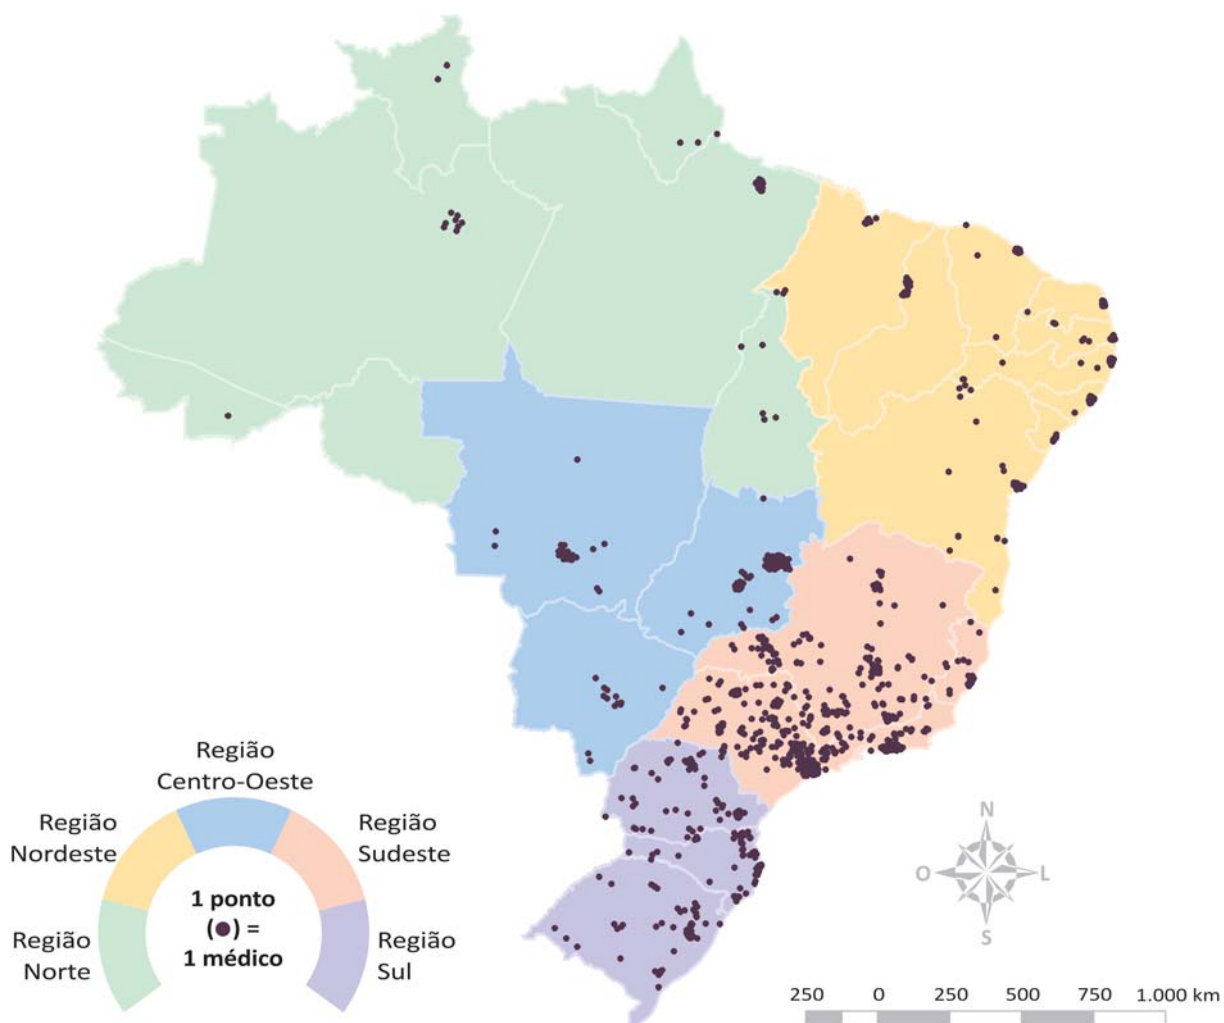 Região
Centro-Oeste
Região
Nordeste
Região
Sudeste
1 ponto
(●) =
1 médico
Região
Norte
Região
Sul
N
O
L
S
250
0
250
500
750
1.000 km